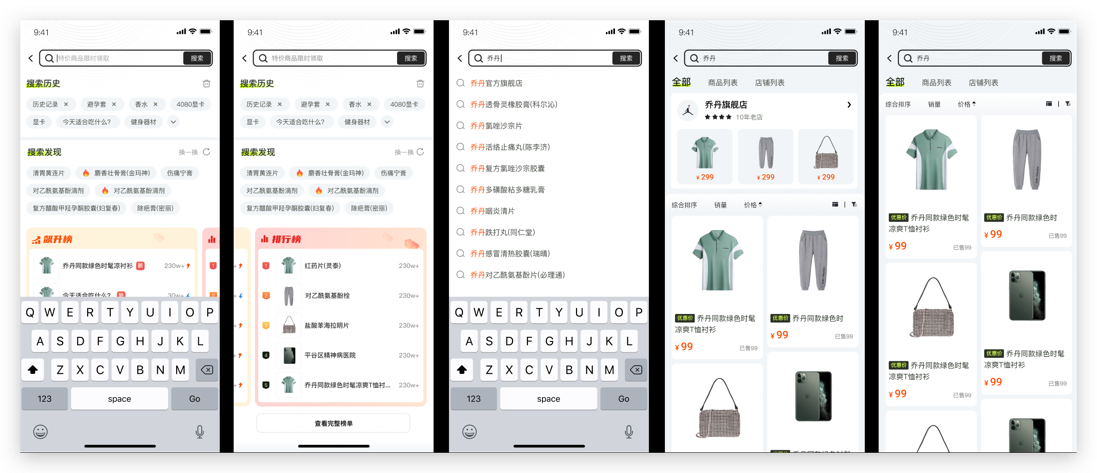 9:41
特价商品限时领取
搜索
搜索历史
历史记录 ×
避孕套 ×
香水 ×
4080显卡
显卡
今天适合吃什么?
健身器材
搜索发现
换一换
清胃黄连片
麝香壮骨膏(金玛神)
伤痛宁膏
对乙酰氨基酚滴剂
对乙酰氨基酚滴剂
复方醋酸甲羟孕酮胶囊(妇复春)
除疤膏(密丽)
飙升榜
乔丹同款绿色时髦凉衬衫
新
230w+
今天适合吃什么?
新
30w+
Q W E R T Y U I O P
A S D F G H J K L
Z X C V B N M
123
space
Go
9:41
特价商品限时领取
搜索
搜索历史
历史记录 ×
避孕套 ×
香水 ×
4080显卡
显卡
今天适合吃什么?
健身器材
搜索发现
换一换
清胃黄连片
麝香壮骨膏(金玛神)
伤痛宁膏
对乙酰氨基酚滴剂
对乙酰氨基酚滴剂
复方醋酸甲羟孕酮胶囊(妇复春)
除疤膏(密丽)
排行榜
1
红药片(灵泰)
230w+
2
对乙酰氨基酚栓
230w+
3
盐酸苯海拉明片
230w+
4
平谷区精神病医院
230w+
5
乔丹同款绿色时髦凉爽T恤衬...
230w+
查看完整榜单
9:41
乔丹
搜索
乔丹官方旗舰店
乔丹透骨灵橡胶膏(科尔沁)
乔丹氯唑沙宗片
乔丹活络止痛丸(陈李济)
乔丹复方氯唑沙宗胶囊
乔丹多磺酸粘多糖乳膏
乔丹咽炎清片
乔丹跌打丸(同仁堂)
乔丹感冒清热胶囊(瑞晴)
乔丹对乙酰氨基酚片(必理通)
Q W E R T Y U I O P
A S D F G H J K L
Z X C V B N M
123
space
Go
9:41
乔丹
搜索
全部
商品列表
店铺列表
乔丹旗舰店
10年老店
¥ 299
¥ 299
¥ 299
综合排序
销量
价格
优惠价 乔丹同款绿色时髦
凉爽T恤衬衫
¥ 99
已售99
优惠价 乔丹同款绿色时
¥ 99
已售99
9:41
乔丹
搜索
全部
商品列表
店铺列表
综合排序
销量
价格
优惠价 乔丹同款绿色时髦
凉爽T恤衬衫
¥ 99
已售99
优惠价 乔丹同款绿色时
¥ 99
已售99
优惠价 乔丹同款绿色时髦
凉爽T恤衬衫
¥ 99
已售99
优惠价 乔丹同款绿色时髦
凉爽T恤衬衫
¥ 99
已售99